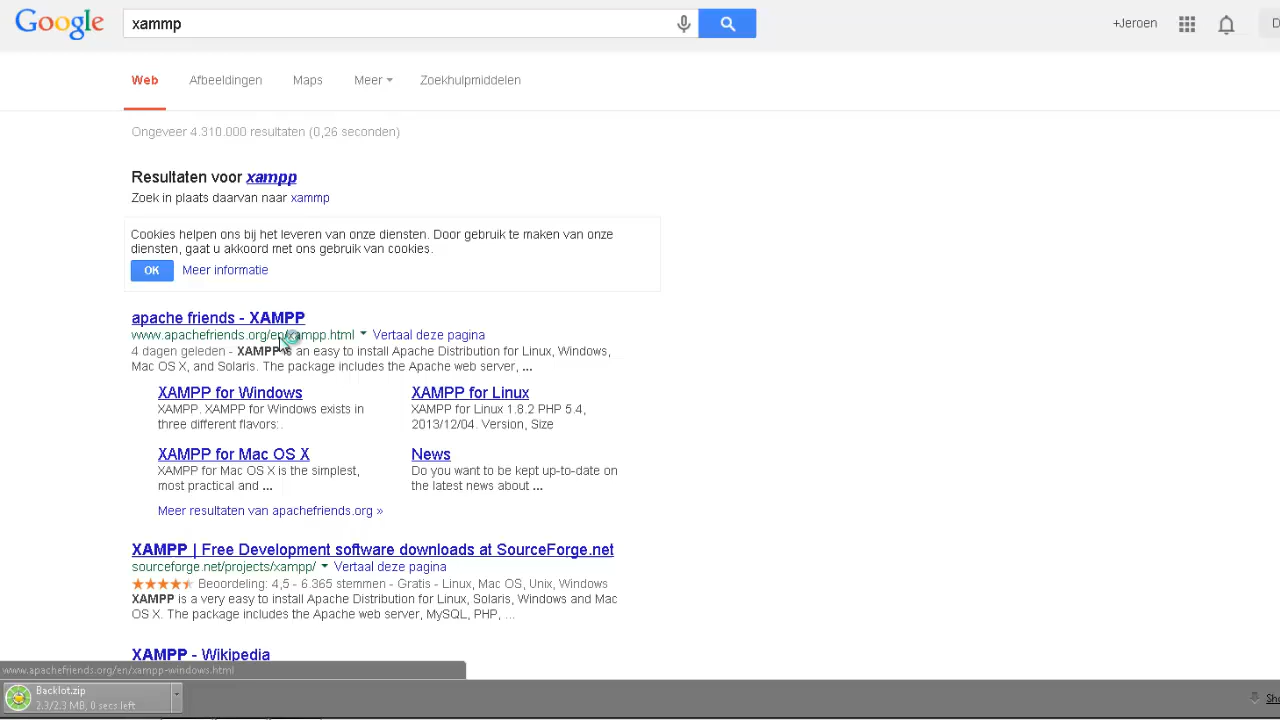 Google
xammp
+Jeroen
Web
Afbeeldingen
Maps
Meer
Zoekhulpmiddelen
Ongeveer 4.310.000 resultaten (0,26 seconden)
Resultaten voor xampp
Zoek in plaats daarvan naar xammp
Cookies helpen ons bij het leveren van onze diensten. Door gebruik te maken van onze
diensten, gaat u akkoord met ons gebruik van cookies.
OK
Meer informatie
apache friends - XAMPP
www.apachefriends.org/en/xampp.html
Vertaal deze pagina
4 dagen geleden - XAMPP is an easy to install Apache Distribution for Linux, Windows,
Mac OS X, and Solaris. The package includes the Apache web server, ...
XAMPP for Windows
XAMPP. XAMPP for Windows exists in
three different flavors:.
XAMPP for Linux
XAMPP for Linux 1.8.2 PHP 5.4,
2013/12/04. Version, Size
XAMPP for Mac OS X
XAMPP for Mac OS X is the simplest,
most practical and ...
News
Do you want to be kept up-to-date on
the latest news about ...
Meer resultaten van apachefriends.org »
XAMPP | Free Development software downloads at SourceForge.net
sourceforge.net/projects/xampp/
Vertaal deze pagina
Beoordeling: 4,5 - 6.365 stemmen - Gratis - Linux, Mac OS, Unix, Windows
XAMPP is a very easy to install Apache Distribution for Linux, Solaris, Windows and Mac
OS X. The package includes the Apache web server, MySQL, PHP, ...
XAMPP - Wikipedia
www.apachefriends.org/en/xampp-windows.html
Backlot.zip
2.3/2.3 MB, 0 secs left